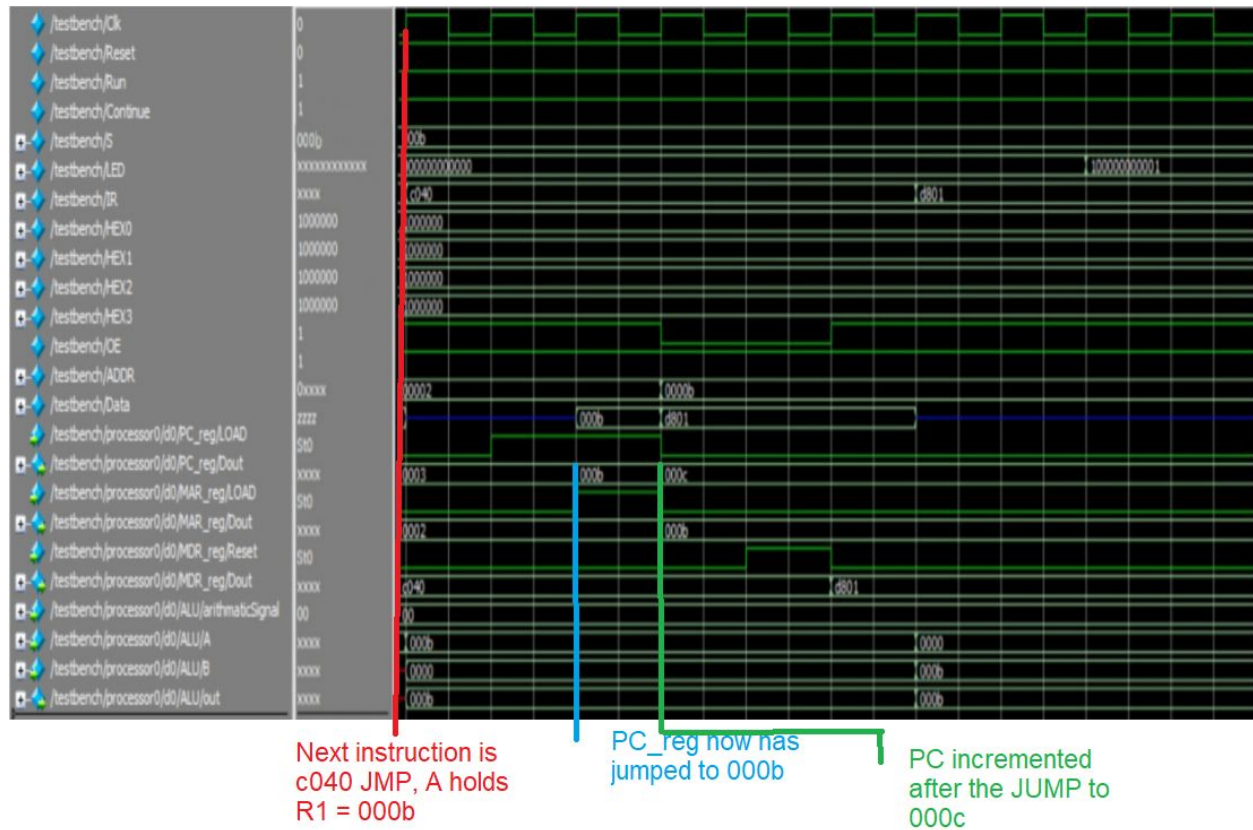 /testbench/Clk 0
/testbench/Reset 0
/testbench/Run 1
/testbench/Continue 1
/testbench/S 000b 000b
/testbench/LED xxxxxxxxxxxx 000000000000 100000000001
/testbench/IR xxxx c040 d801
/testbench/HEX0 1000000 1000000
/testbench/HEX1 1000000 1000000
/testbench/HEX2 1000000 1000000
/testbench/HEX3 1000000 1000000
/testbench/OE 1
1
/testbench/ADDR 0xxxx 00002 0000b
/testbench/Data zzzz 000b d801
/testbench/processor0/d0/PC_reg/LOAD St0
/testbench/processor0/d0/PC_reg/Dout xxxx 0003 000b 000c
/testbench/processor0/d0/MAR_reg/LOAD St0
/testbench/processor0/d0/MAR_reg/Dout xxxx 0002 000b
/testbench/processor0/d0/MDR_reg/Reset St0
/testbench/processor0/d0/MDR_reg/Dout xxxx c040 d801
/testbench/processor0/d0/ALU/arithmaticSignal 00 00
/testbench/processor0/d0/ALU/A xxxx 000b 0000
/testbench/processor0/d0/ALU/B xxxx 0000 000b
/testbench/processor0/d0/ALU/out xxxx 000b 000b
Next instruction is
c040 JMP, A holds
R1 = 000b
PC_reg now has
jumped to 000b
PC incremented
after the JUMP to
000c